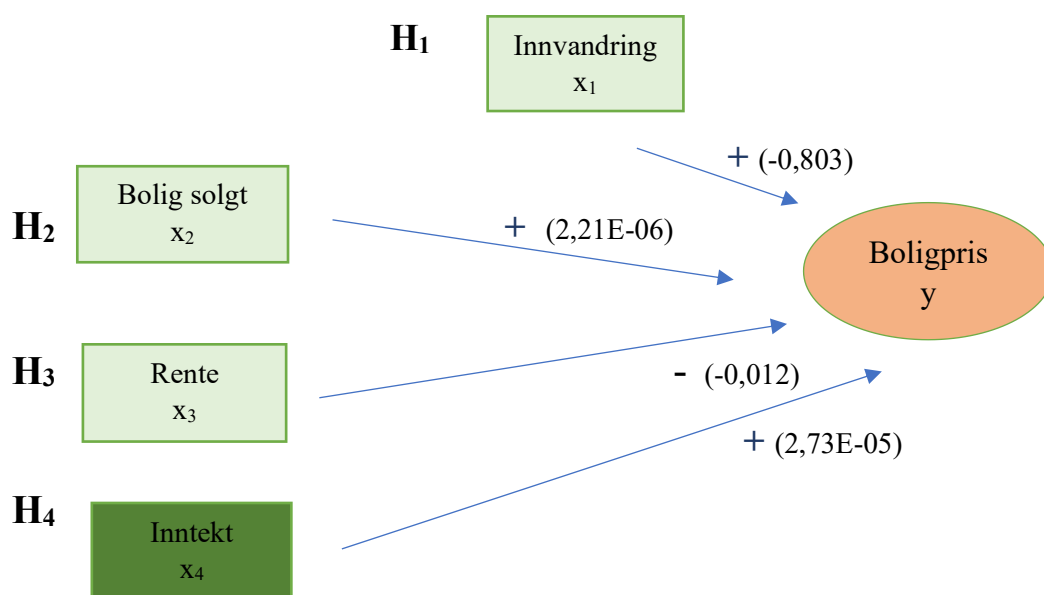 H₁
Innvandring
x₁
+ (-0,803)
H₂
Bolig solgt
x₂
+ (2,21E-06)
Boligpris
y
H₃
Rente
x₃
- (-0,012)
+ (2,73E-05)
H₄
Inntekt
x₄